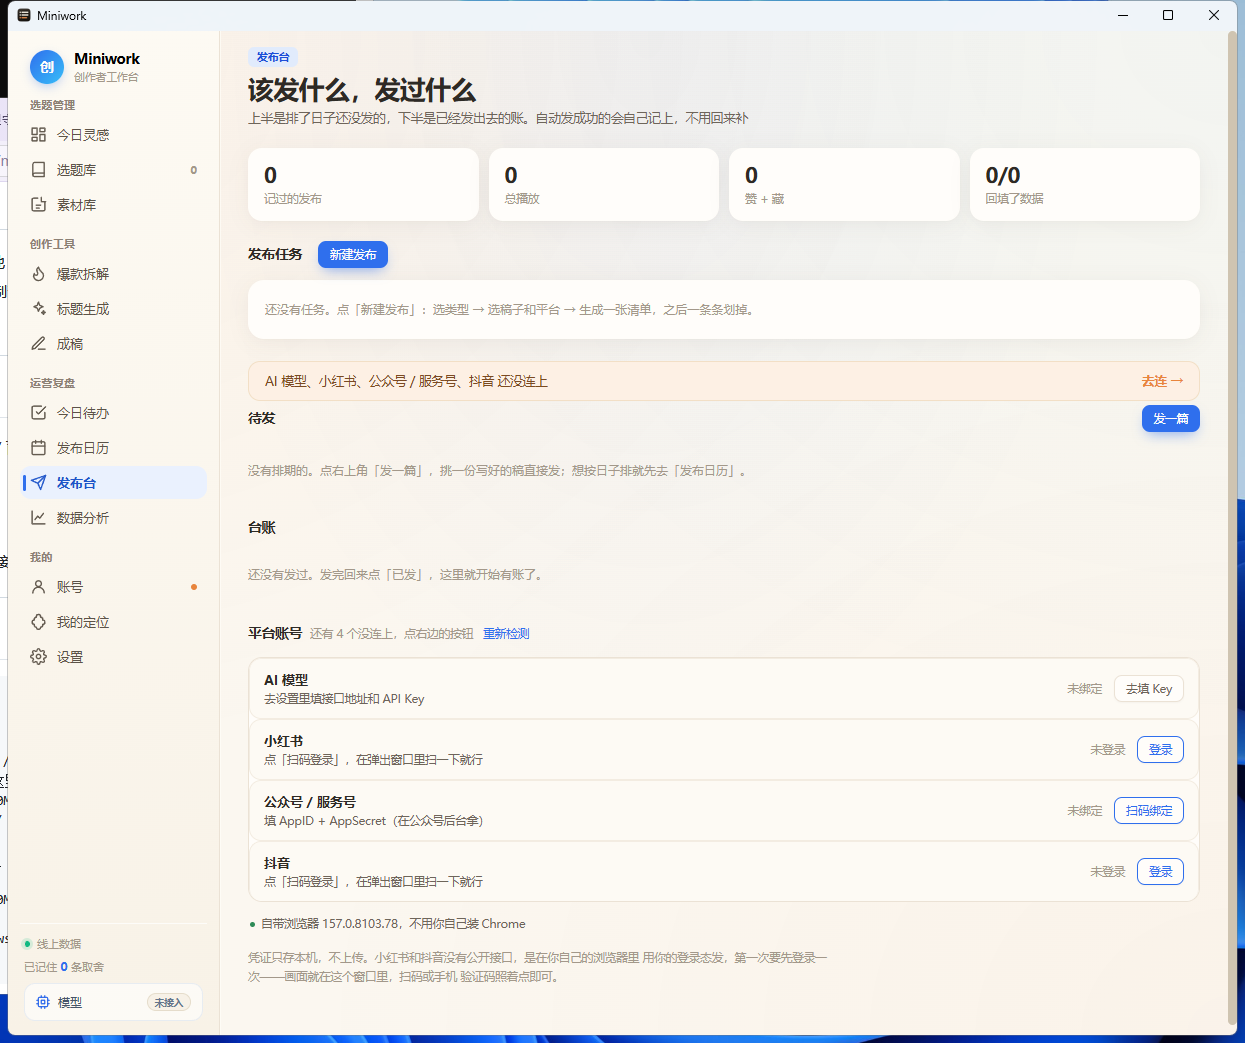 Miniwork
创
Miniwork
创作者工作台
选题管理
今日灵感
选题库 0
素材库
创作工具
爆款拆解
标题生成
成稿
运营复盘
今日待办
发布日历
发布台
数据分析
我的
账号
我的定位
设置
线上数据
已记住 0 条取舍
模型 未接入
发布台
该发什么，发过什么
上半是排了日子还没发的，下半是已经发出去的账。自动发成功的会自己记上，不用回来补
0
记过的发布
0
总播放
0
赞 + 藏
0/0
回填了数据
发布任务 新建发布
还没有任务。点「新建发布」：选类型 → 选稿子和平台 → 生成一张清单，之后一条条划掉。
AI 模型、小红书、公众号 / 服务号、抖音 还没连上 去连 →
待发 发一篇
没有排期的。点右上角「发一篇」，挑一份写好的稿直接发；想按日子排就先去「发布日历」。
台账
还没有发过。发完回来点「已发」，这里就开始有账了。
平台账号 还有 4 个没连上，点右边的按钮 重新检测
AI 模型
去设置里填接口地址和 API Key
未绑定 去填 Key
小红书
点「扫码登录」，在弹出窗口里扫一下就行
未登录 登录
公众号 / 服务号
填 AppID + AppSecret（在公众号后台拿）
未绑定 扫码绑定
抖音
点「扫码登录」，在弹出窗口里扫一下就行
未登录 登录
自带浏览器 157.0.8103.78，不用你自己装 Chrome
凭证只存本机，不上传。小红书和抖音没有公开接口，是在你自己的浏览器里 用你的登录态发，第一次要先登录一
次——画面就在这个窗口里，扫码或手机 验证码照着点即可。